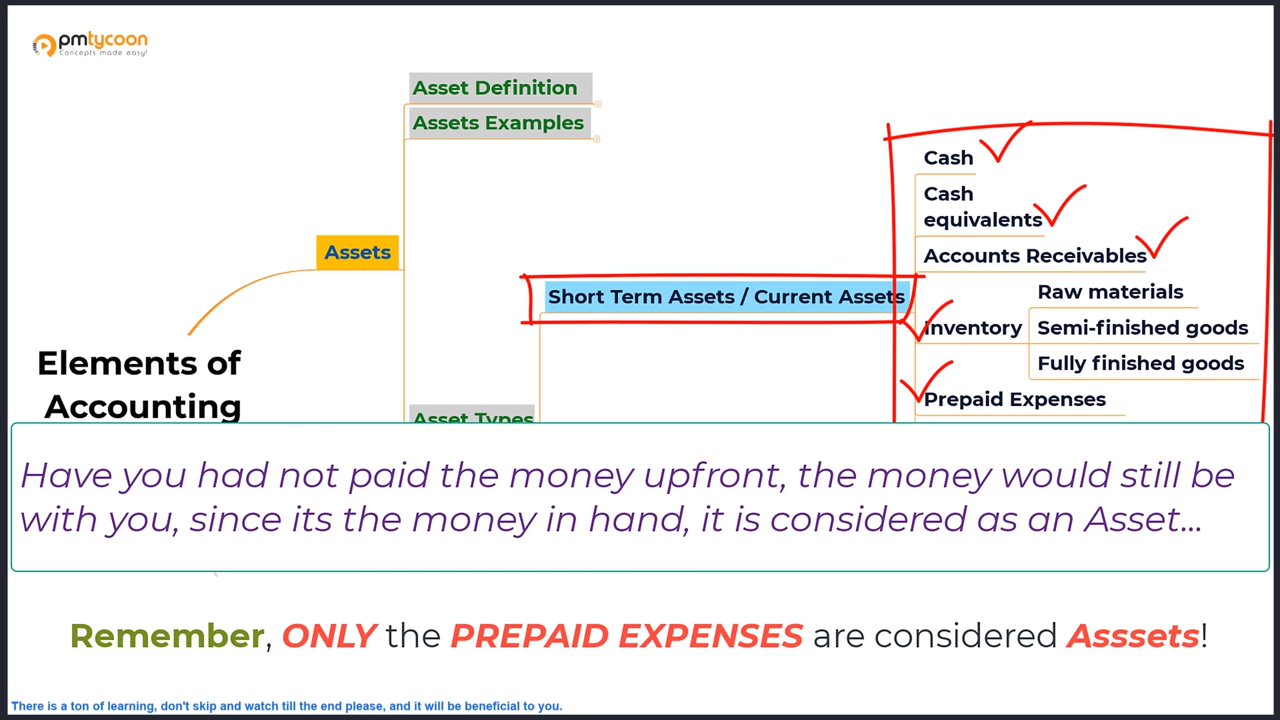 pmtycoon
Concepts made easy!
Asset Definition
Assets Examples
Cash
Cash
equivalents
Assets
Accounts Receivables
Raw materials
Short Term Assets / Current Assets
Inventory
Semi-finished goods
Elements of
Accounting
Fully finished goods
Prepaid Expenses
Asset Types
Have you had not paid the money upfront, the money would still be
with you, since its the money in hand, it is considered as an Asset...
Remember, ONLY the PREPAID EXPENSES are considered Asssets!
There is a ton of learning, don't skip and watch till the end please, and it will be beneficial to you.